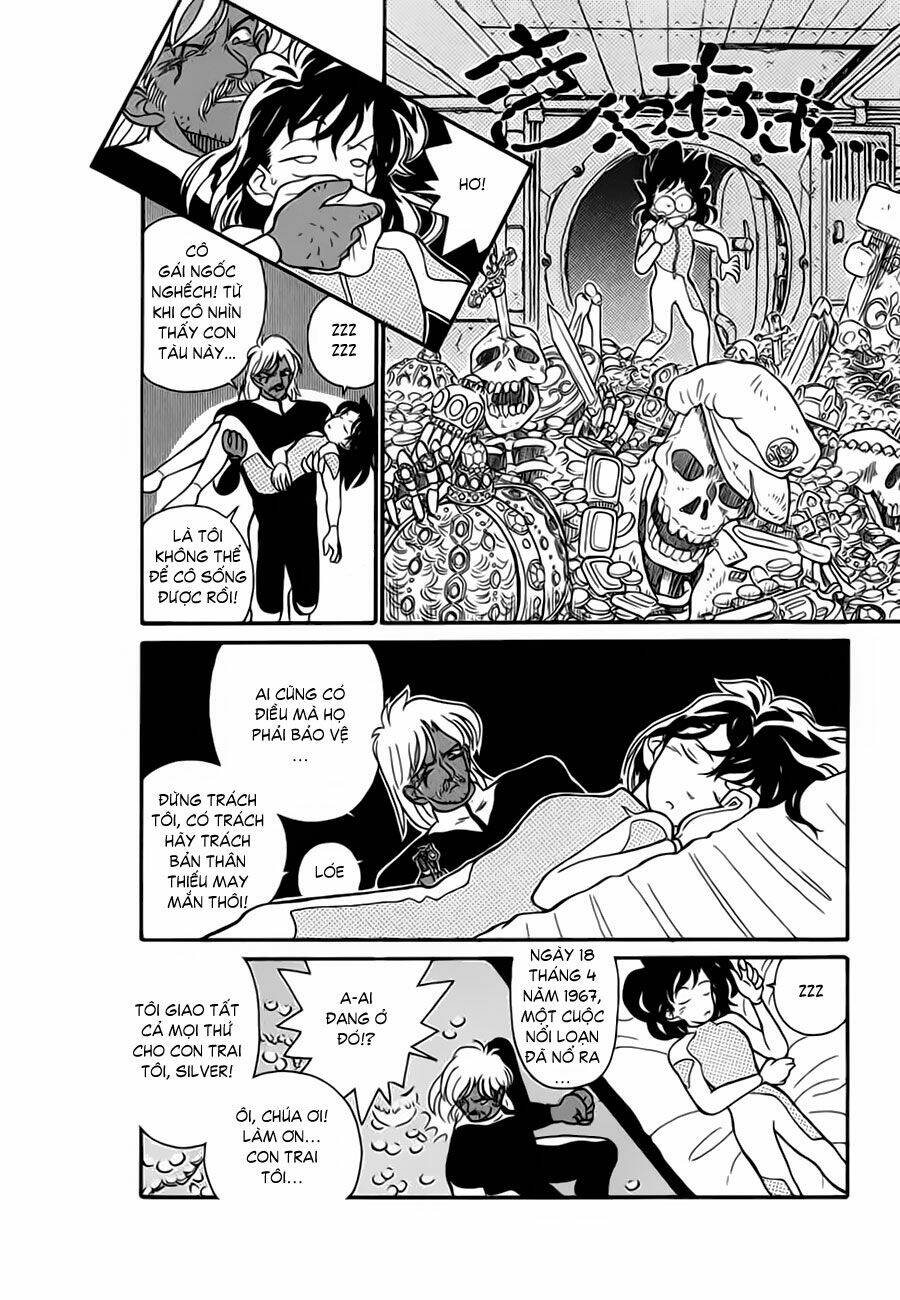 HƠ!
CÔ
GÁI NGỐC
NGHẾCH! TỪ
KHI CÔ NHÌN
THẤY CON
TÀU NÀY...
ZZZ
ZZZ
LÀ TÔI
KHÔNG THỂ
ĐỂ CÔ SỐNG
ĐƯỢC RỒI!
AI CŨNG CÓ
ĐIỀU MÀ HỌ
PHẢI BẢO VỆ
...
ĐỪNG TRÁCH
TÔI, CÓ TRÁCH
HÃY TRÁCH
BẢN THÂN
THIẾU MAY
MẮN THÔI!
LÓE
ZZZ
NGÀY 18
THÁNG 4
NĂM 1967,
MỘT CUỘC
NỔI LOẠN
ĐÃ NỔ RA
...
A-AI
ĐANG Ở
ĐÓ!?
TÔI GIAO TẤT
CẢ MỌI THỨ
CHO CON TRAI
TÔI, SILVER!
ÔI, CHÚA ƠI!
LÀM ƠN...
CON TRAI
TÔI...